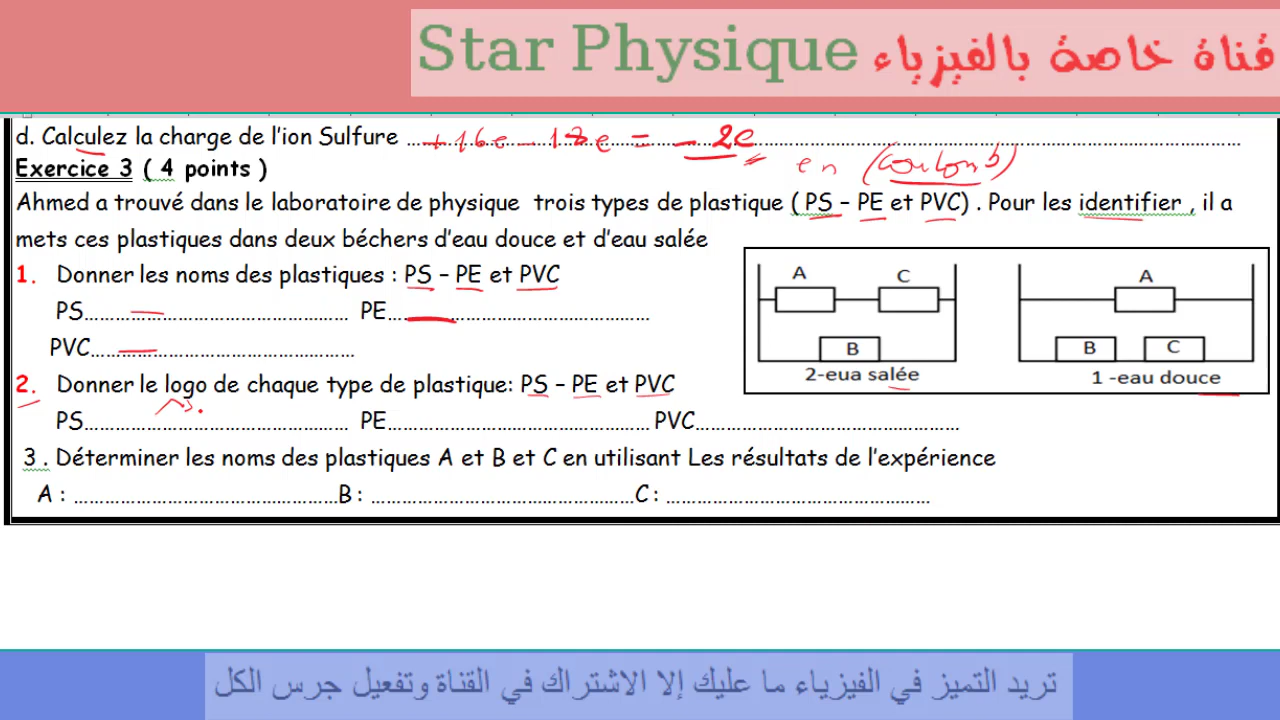 Star Physique قناة خاصة بالفيزياء
d. Calculez la charge de l'ion Sulfure ......+16e - 18e = - 2e......
en (coulomb)
Exercice 3 ( 4 points )
Ahmed a trouvé dans le laboratoire de physique trois types de plastique ( PS – PE et PVC) . Pour les identifier , il a
mets ces plastiques dans deux béchers d'eau douce et d'eau salée
1. Donner les noms des plastiques : PS – PE et PVC
PS.................................................. PE..................................................
PVC..................................................
2. Donner le logo de chaque type de plastique: PS – PE et PVC
PS.................................................. PE.................................................. PVC..................................................
3 . Déterminer les noms des plastiques A et B et C en utilisant Les résultats de l'expérience
A : ..................................................B : ..................................................C : ..................................................
A C
B
2-eua salée
A
B C
1 -eau douce
تريد التميز في الفيزياء ما عليك إلا الاشتراك في القناة وتفعيل جرس الكل